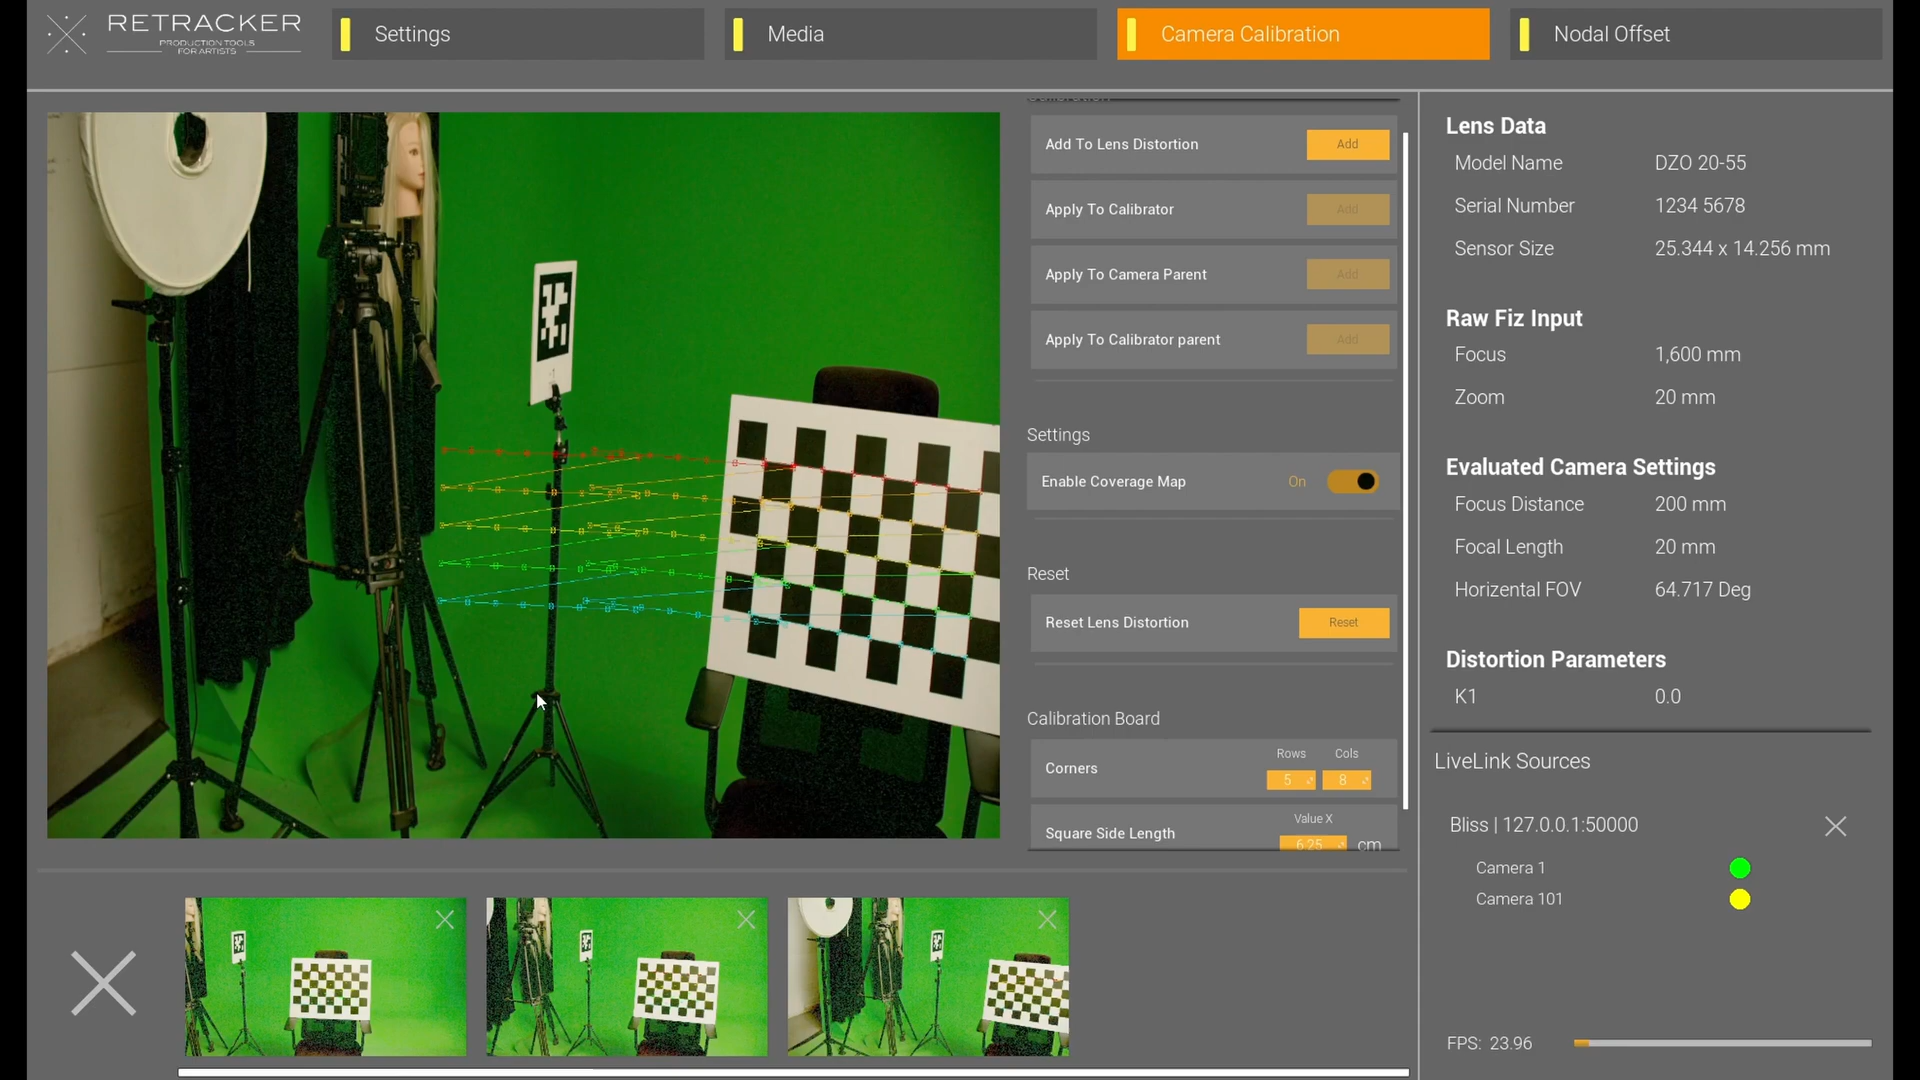 RETRACKER
PRODUCTION TOOLS
FOR ARTISTS
Settings
Media
Camera Calibration
Nodal Offset
Add To Lens Distortion
Add
Apply To Calibrator
Add
Apply To Camera Parent
Add
Apply To Calibrator parent
Add
Settings
Enable Coverage Map
On
Reset
Reset Lens Distortion
Reset
Calibration Board
Rows
Cols
Corners
5
8
Value X
Square Side Length
6.25
cm
Lens Data
Model Name
DZO 20-55
Serial Number
1234 5678
Sensor Size
25.344 x 14.256 mm
Raw Fiz Input
Focus
1,600 mm
Zoom
20 mm
Evaluated Camera Settings
Focus Distance
200 mm
Focal Length
20 mm
Horizental FOV
64.717 Deg
Distortion Parameters
K1
0.0
LiveLink Sources
Bliss | 127.0.0.1:50000
Camera 1
Camera 101
FPS: 23.96